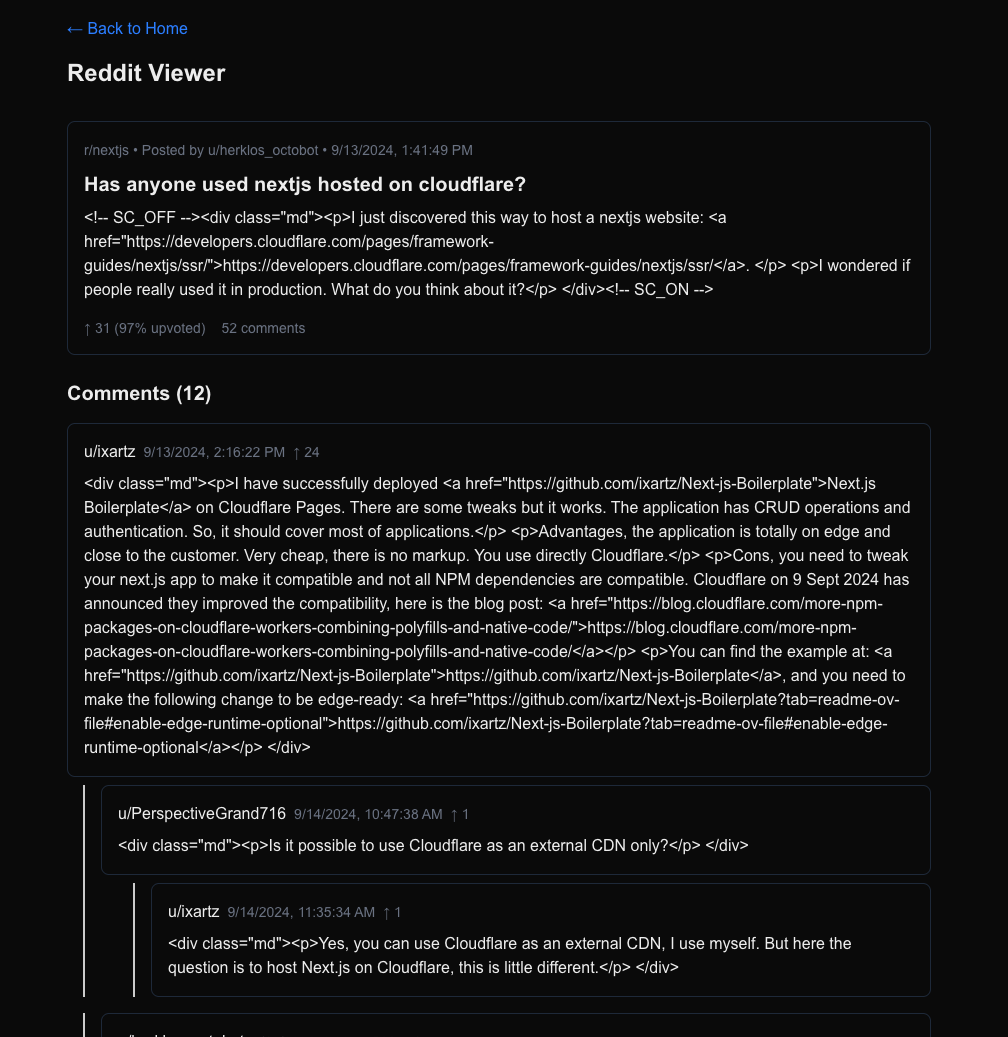 ← Back to Home
Reddit Viewer
r/nextjs • Posted by u/herklos_octobot • 9/13/2024, 1:41:49 PM
Has anyone used nextjs hosted on cloudflare?
<!-- SC_OFF --><div class="md"><p>I just discovered this way to host a nextjs website: <a
href="https://developers.cloudflare.com/pages/framework-
guides/nextjs/ssr/">https://developers.cloudflare.com/pages/framework-guides/nextjs/ssr/</a>. </p> <p>I wondered if
people really used it in production. What do you think about it?</p> </div><!-- SC_ON -->
↑ 31 (97% upvoted) 52 comments
Comments (12)
u/ixartz 9/13/2024, 2:16:22 PM ↑ 24
<div class="md"><p>I have successfully deployed <a href="https://github.com/ixartz/Next-js-Boilerplate">Next.js
Boilerplate</a> on Cloudflare Pages. There are some tweaks but it works. The application has CRUD operations and
authentication. So, it should cover most of applications.</p> <p>Advantages, the application is totally on edge and
close to the customer. Very cheap, there is no markup. You use directly Cloudflare.</p> <p>Cons, you need to tweak
your next.js app to make it compatible and not all NPM dependencies are compatible. Cloudflare on 9 Sept 2024 has
announced they improved the compatibility, here is the blog post: <a href="https://blog.cloudflare.com/more-npm-
packages-on-cloudflare-workers-combining-polyfills-and-native-code/">https://blog.cloudflare.com/more-npm-
packages-on-cloudflare-workers-combining-polyfills-and-native-code/</a></p> <p>You can find the example at: <a
href="https://github.com/ixartz/Next-js-Boilerplate">https://github.com/ixartz/Next-js-Boilerplate</a>, and you need to
make the following change to be edge-ready: <a href="https://github.com/ixartz/Next-js-Boilerplate?tab=readme-ov-
file#enable-edge-runtime-optional">https://github.com/ixartz/Next-js-Boilerplate?tab=readme-ov-file#enable-edge-
runtime-optional</a></p> </div>
u/PerspectiveGrand716 9/14/2024, 10:47:38 AM ↑ 1
<div class="md"><p>Is it possible to use Cloudflare as an external CDN only?</p> </div>
u/ixartz 9/14/2024, 11:35:34 AM ↑ 1
<div class="md"><p>Yes, you can use Cloudflare as an external CDN, I use myself. But here the
question is to host Next.js on Cloudflare, this is little different.</p> </div>